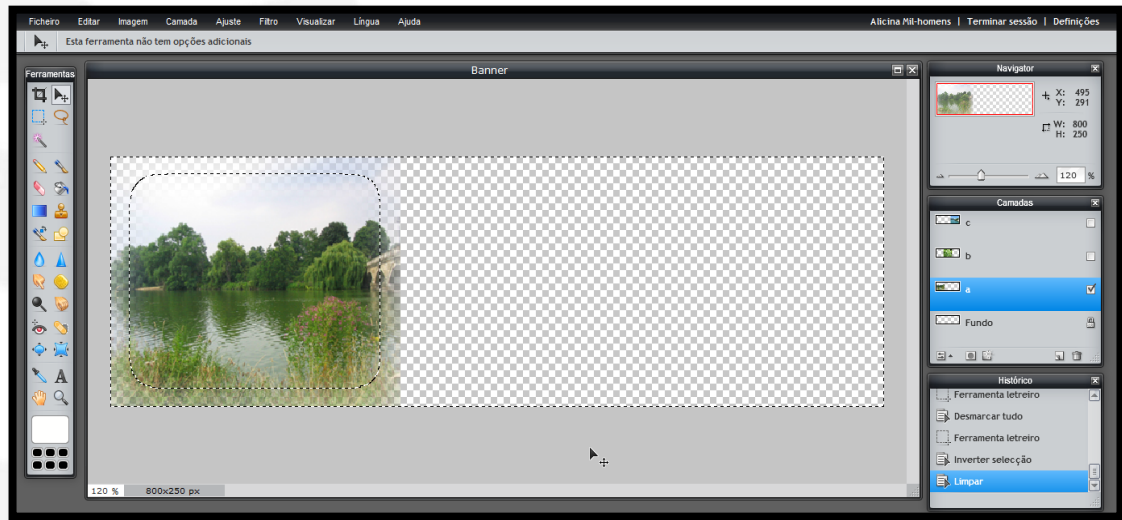 Ficheiro Editar Imagem Camada Ajuste Filtro Visualizar Língua Ajuda Alicina Mil-homens | Terminar sessão | Definições
Esta ferramenta não tem opções adicionais
Ferramentas
Banner
Navigator
X: 495
Y: 291
W: 800
H: 250
120 %
Camadas
c
b
a
Fundo
Histórico
Ferramenta letreiro
Desmarcar tudo
Ferramenta letreiro
Inverter selecção
Limpar
A
120 % 800x250 px